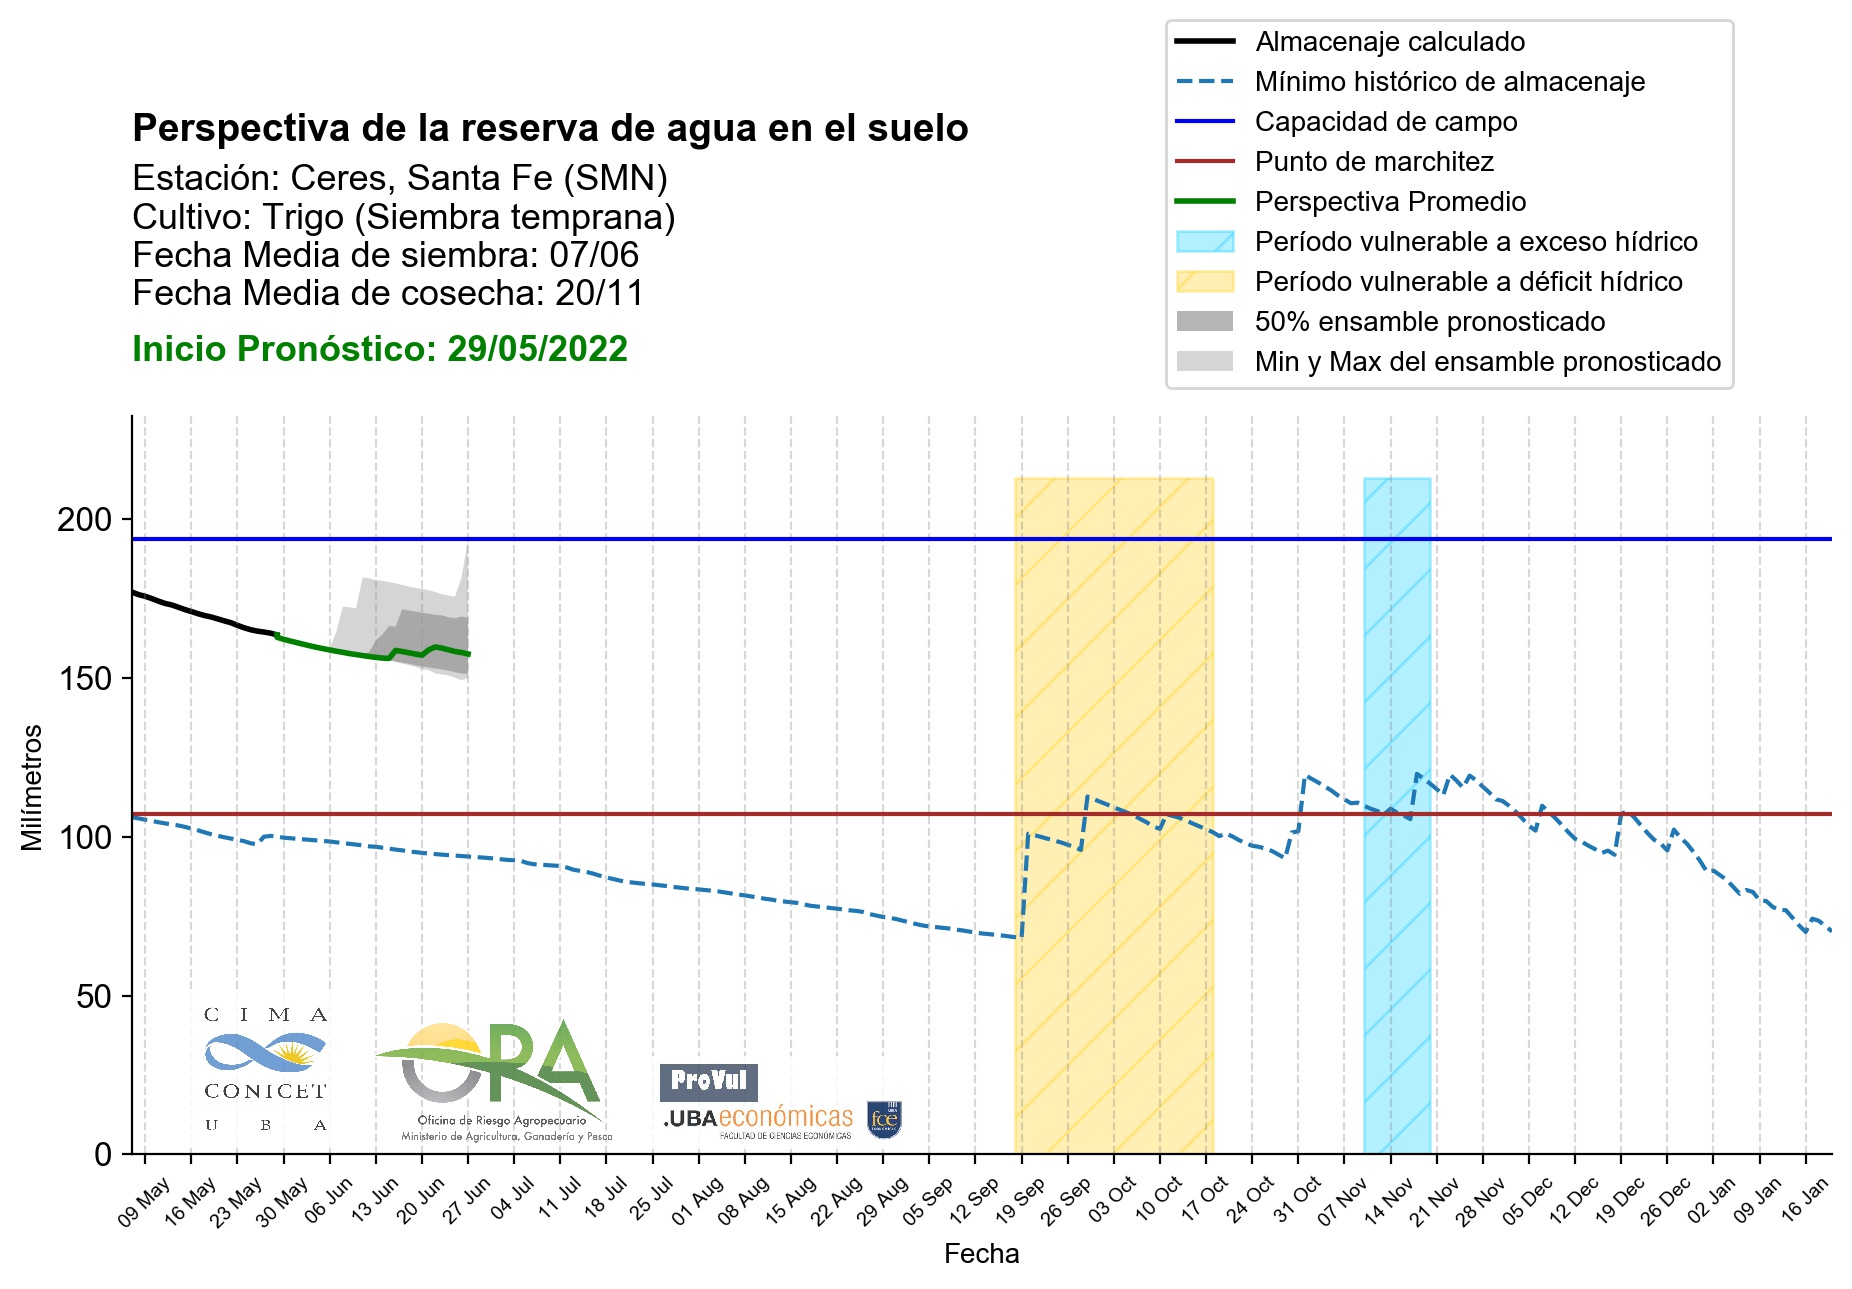 Almacenaje calculado
Mínimo histórico de almacenaje
Capacidad de campo
Punto de marchitez
Perspectiva Promedio
Período vulnerable a exceso hídrico
Período vulnerable a déficit hídrico
50% ensamble pronosticado
Min y Max del ensamble pronosticado
Perspectiva de la reserva de agua en el suelo
Estación: Ceres, Santa Fe (SMN)
Cultivo: Trigo (Siembra temprana)
Fecha Media de siembra: 07/06
Fecha Media de cosecha: 20/11
Inicio Pronóstico: 29/05/2022
Milímetros
200
150
100
50
0
CIMA
CONICET
UBA
ORA
Oficina de Riesgo Agropecuario
Ministerio de Agricultura, Ganadería y Pesca
ProVul
.UBAeconómicas
FACULTAD DE CIENCIAS ECONÓMICAS
fce
09 May
16 May
23 May
30 May
06 Jun
13 Jun
20 Jun
27 Jun
04 Jul
11 Jul
18 Jul
25 Jul
01 Aug
08 Aug
15 Aug
22 Aug
29 Aug
05 Sep
12 Sep
19 Sep
26 Sep
03 Oct
10 Oct
17 Oct
24 Oct
31 Oct
07 Nov
14 Nov
21 Nov
28 Nov
05 Dec
12 Dec
19 Dec
26 Dec
02 Jan
09 Jan
16 Jan
Fecha